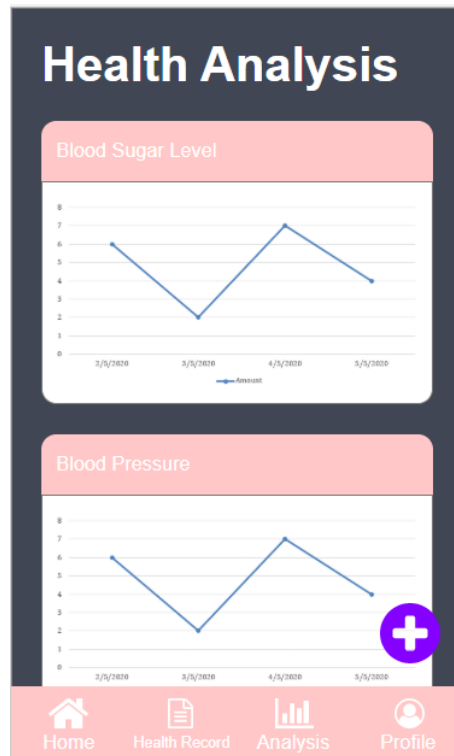 Health Analysis
Blood Sugar Level
8
7
6
5
4
3
2
1
0
2/5/2020 3/5/2020 4/5/2020 5/5/2020
Amount
Blood Pressure
8
7
6
5
4
3
2
1
0
2/5/2020 3/5/2020 4/5/2020 5/5/2020
Home Health Record Analysis Profile